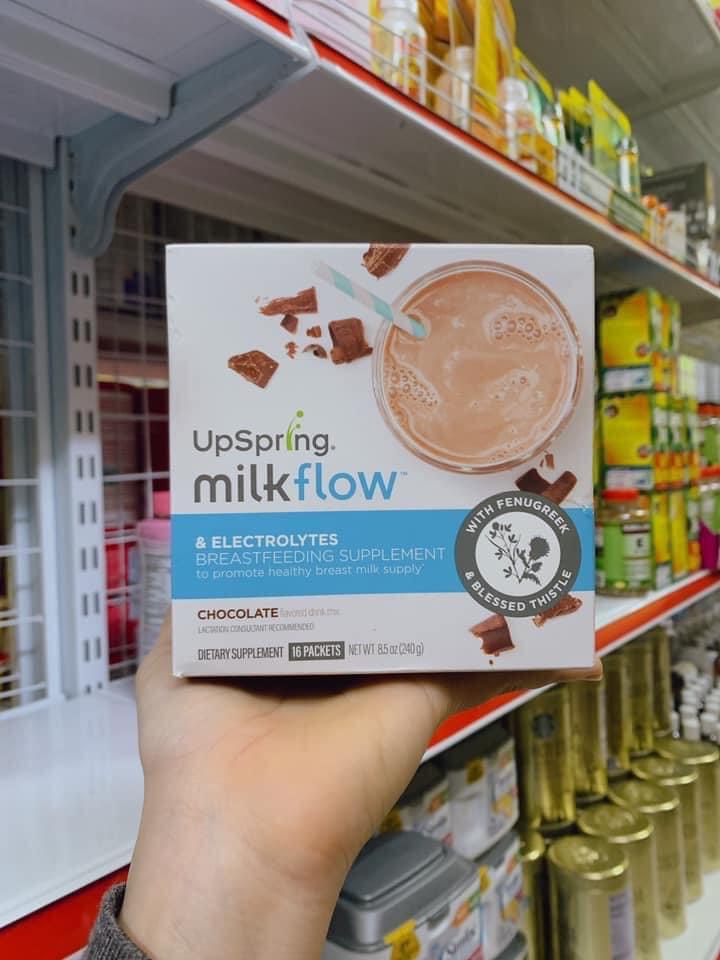 UpSpring.
milkflow™
& ELECTROLYTES
BREASTFEEDING SUPPLEMENT
to promote healthy breast milk supply*
WITH FENUGREEK
& BLESSED THISTLE
CHOCOLATE flavored drink mix
LACTATION CONSULTANT RECOMMENDED
DIETARY SUPPLEMENT 16 PACKETS NET WT 8.5 oz (240 g)